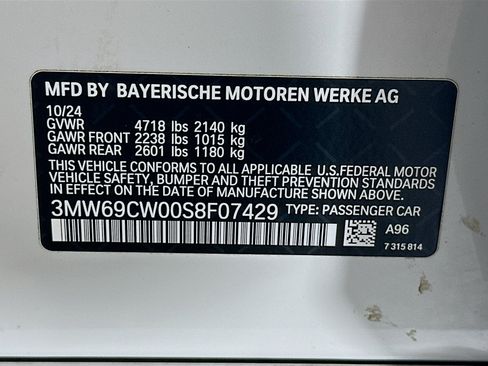 MFD BY BAYERISCHE MOTOREN WERKE AG
10/24
GVWR 4718 lbs 2140 kg
GAWR FRONT 2238 lbs 1015 kg
GAWR REAR 2601 lbs 1180 kg
THIS VEHICLE CONFORMS TO ALL APPLICABLE U.S.FEDERAL MOTOR
VEHICLE SAFETY, BUMPER, AND THEFT PREVENTION STANDARDS
IN EFFECT ON THE DATE OF MANUFACTURE SHOWN ABOVE.
3MW69CW00S8F07429 TYPE: PASSENGER CAR
A96
7 315 814